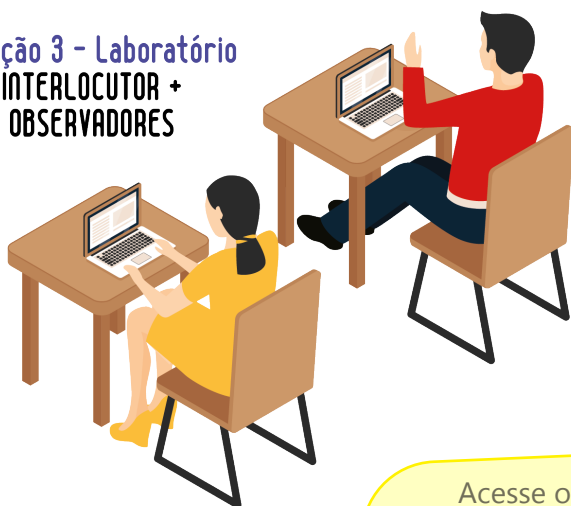 ção 3 - Laboratório
INTERLOCUTOR +
OBSERVADORES
Acesse o